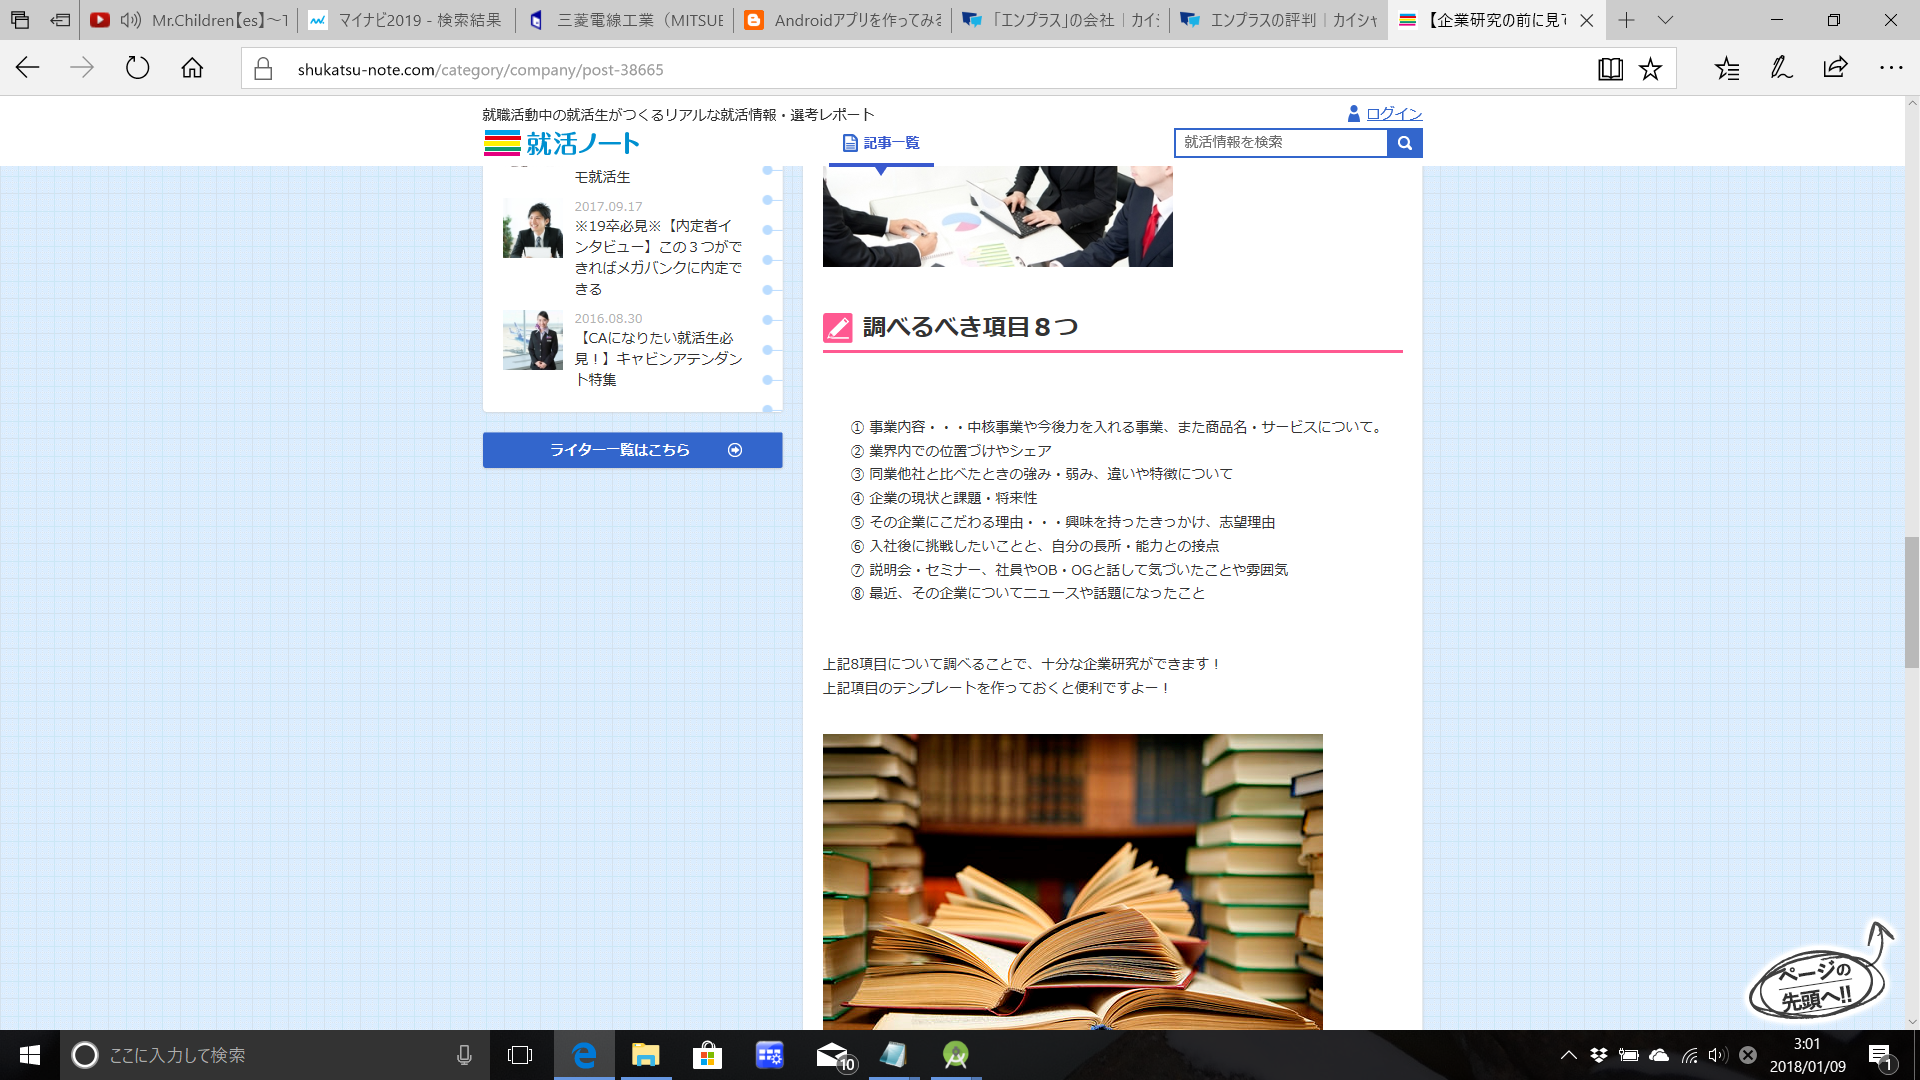 Mr.Children【es】～T
マイナビ2019 - 検索結果
三菱電線工業（MITSUE
Androidアプリを作ってみる
「エンプラス」の会社｜カイシ
エンプラスの評判｜カイシャ
【企業研究の前に見て
shukatsu-note.com/category/company/post-38665
就職活動中の就活生がつくるリアルな就活情報・選考レポート
ログイン
就活ノート
記事一覧
就活情報を検索
モ就活生
2017.09.17
※19卒必見※【内定者イ
ンタビュー】この３つがで
きればメガバンクに内定で
きる
2016.08.30
【CAになりたい就活生必
見！】キャビンアテンダン
ト特集
ライター一覧はこちら
調べるべき項目８つ
① 事業内容・・・中核事業や今後力を入れる事業、また商品名・サービスについて。
② 業界内での位置づけやシェア
③ 同業他社と比べたときの強み・弱み、違いや特徴について
④ 企業の現状と課題・将来性
⑤ その企業にこだわる理由・・・興味を持ったきっかけ、志望理由
⑥ 入社後に挑戦したいことと、自分の長所・能力との接点
⑦ 説明会・セミナー、社員やOB・OGと話して気づいたことや雰囲気
⑧ 最近、その企業についてニュースや話題になったこと
上記8項目について調べることで、十分な企業研究ができます！
上記項目のテンプレートを作っておくと便利ですよー！
ページの
先頭へ!!
ここに入力して検索
10
3:01
2018/01/09
1